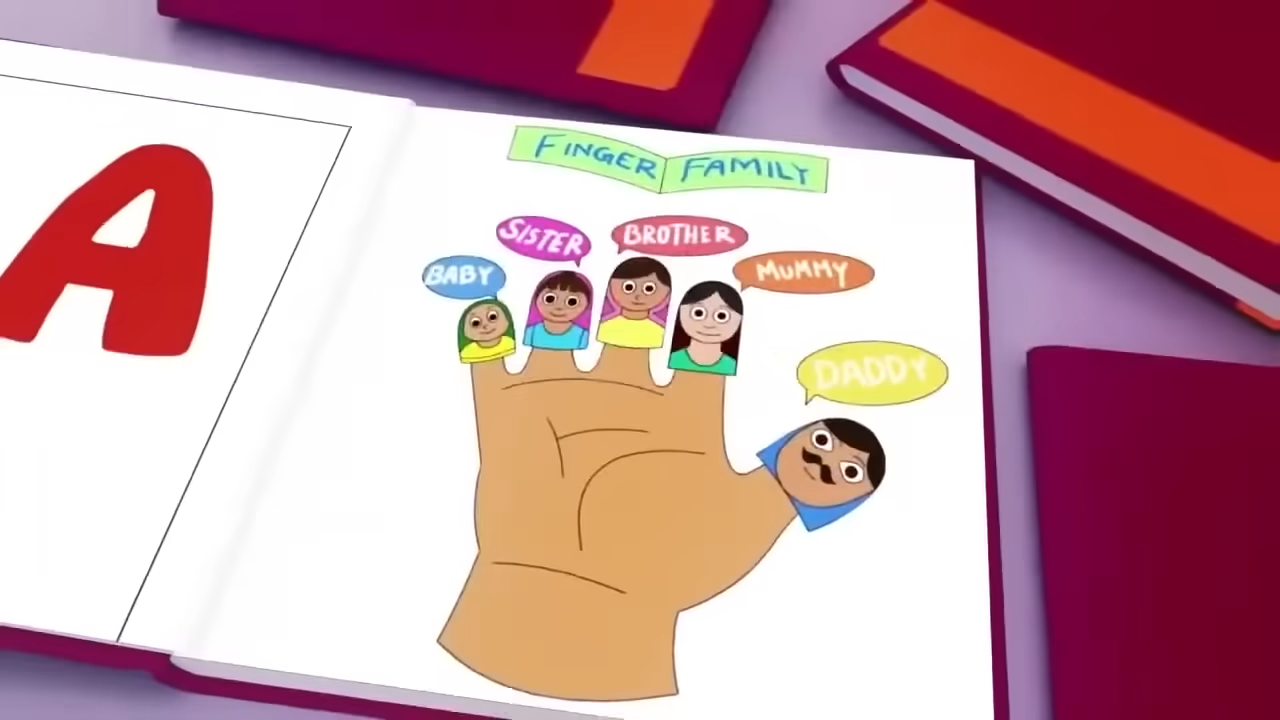 A
FINGER FAMILY
SISTER
BROTHER
BABY
MUMMY
DADDY